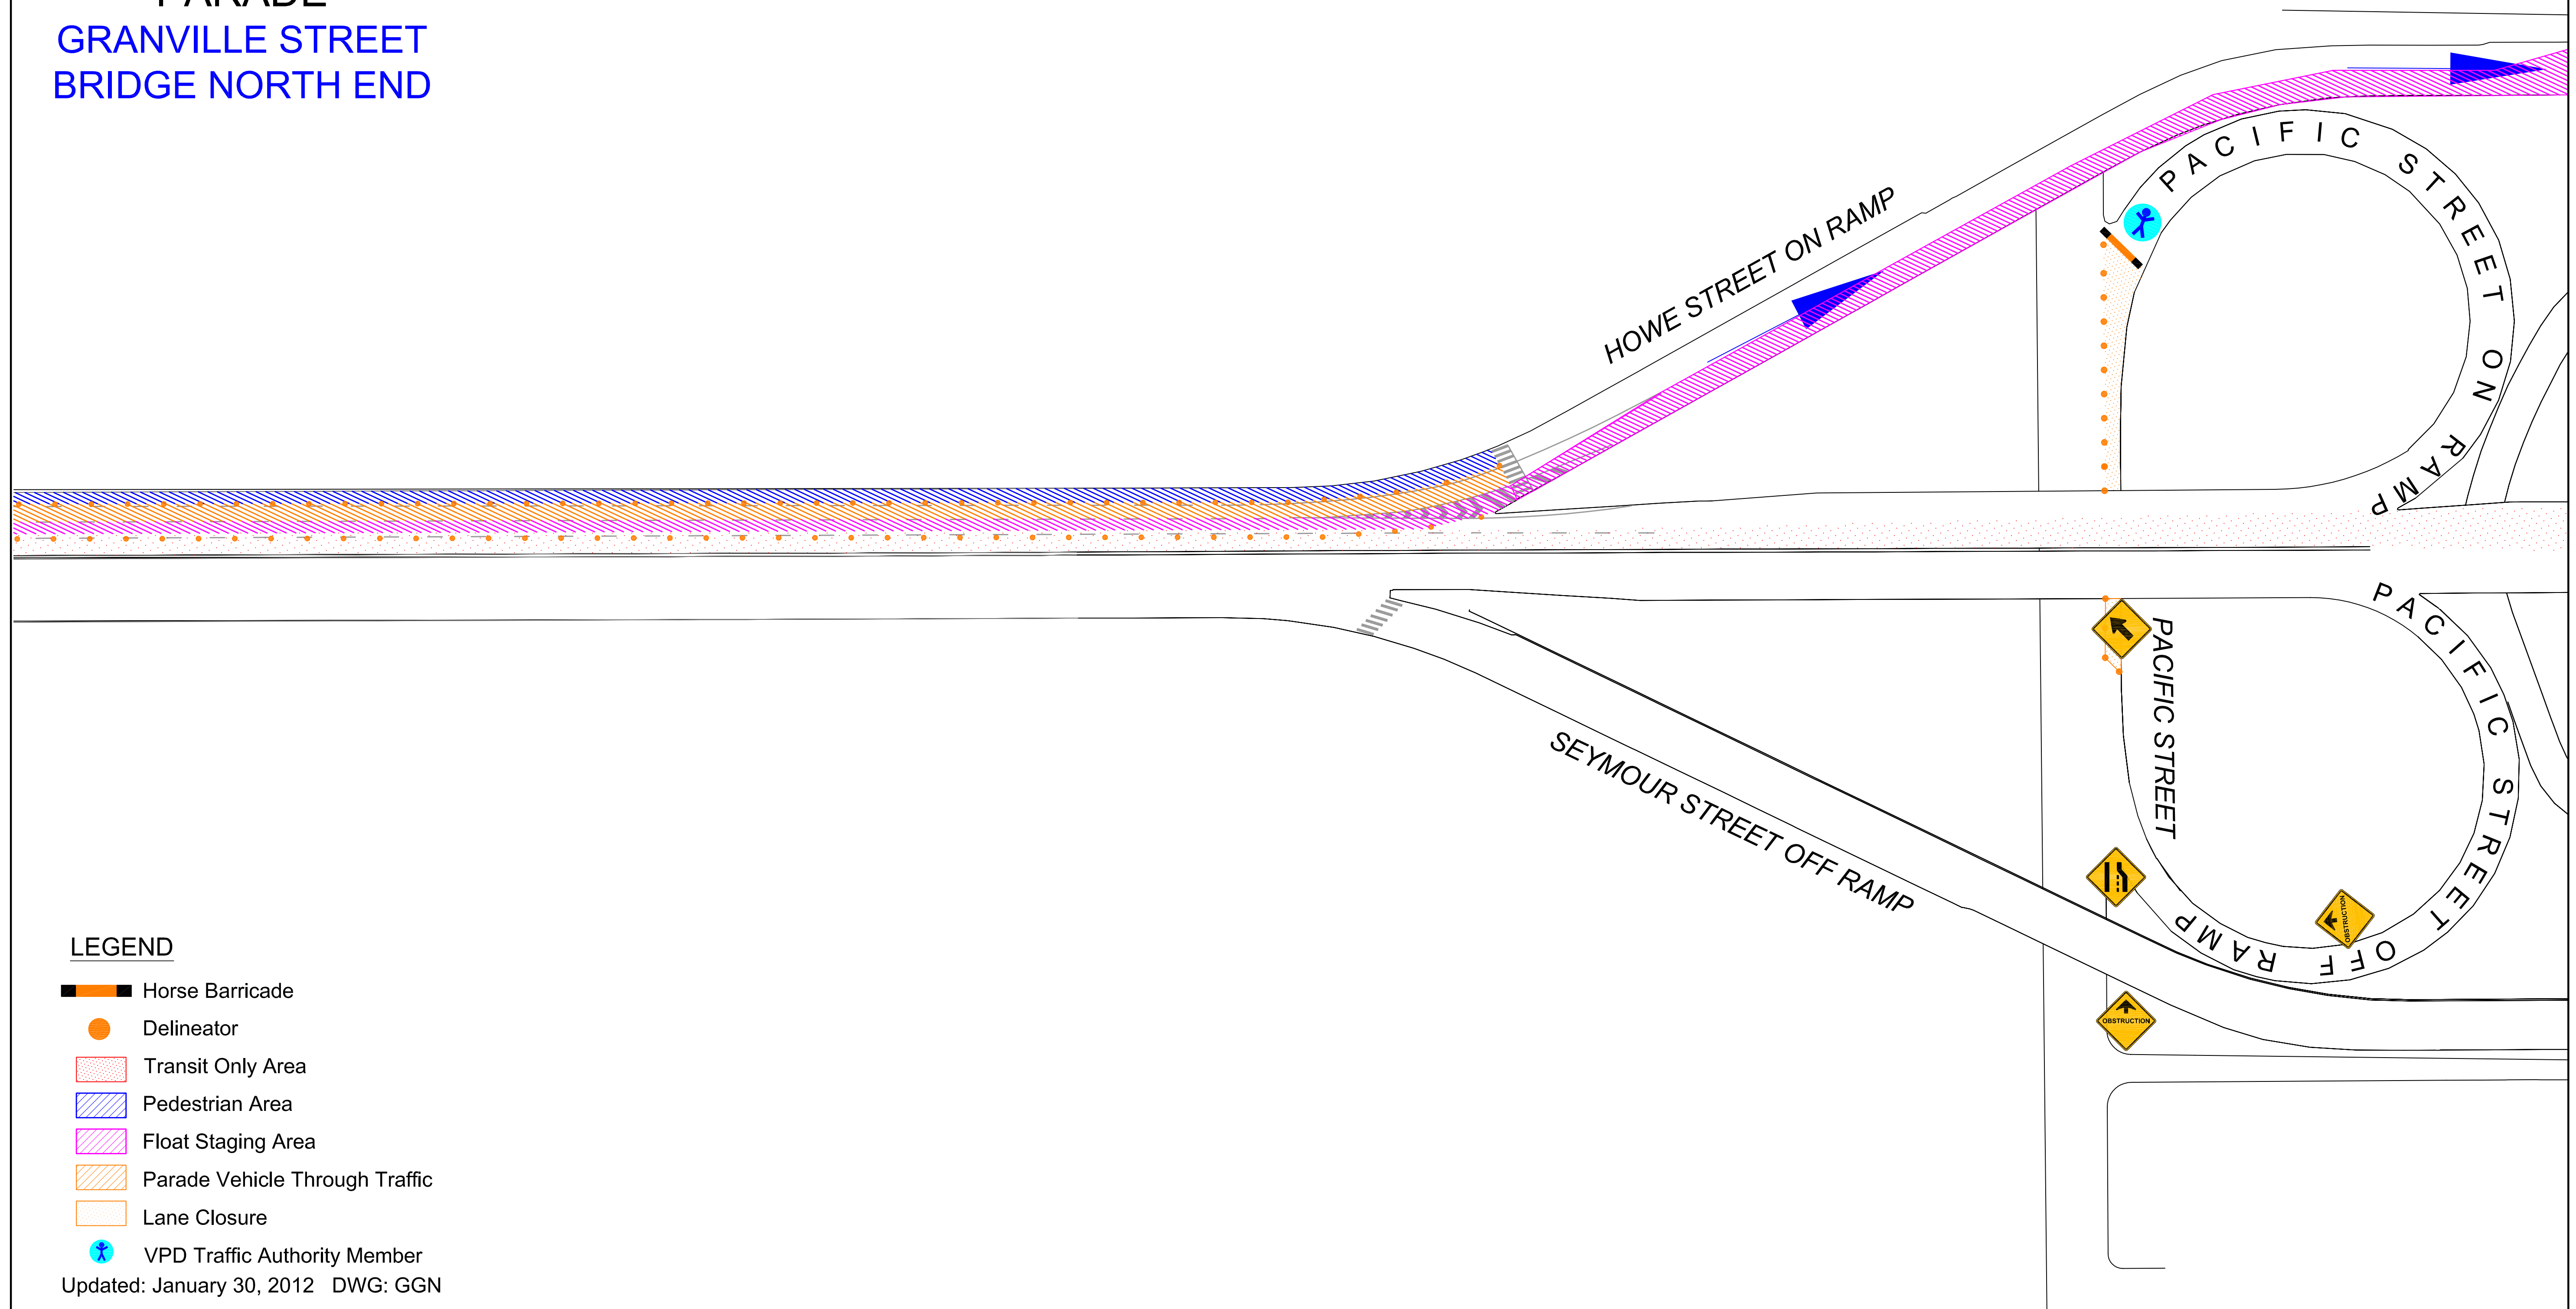 PARADE
GRANVILLE STREET
BRIDGE NORTH END
HOWE STREET ON RAMP
PACIFIC STREET ON RAMP
PACIFIC STREET OFF RAMP
PACIFIC STREET
SEYMOUR STREET OFF RAMP
OBSTRUCTION
OBSTRUCTION
LEGEND
Horse Barricade
Delineator
Transit Only Area
Pedestrian Area
Float Staging Area
Parade Vehicle Through Traffic
Lane Closure
VPD Traffic Authority Member
Updated: January 30, 2012 DWG: GGN